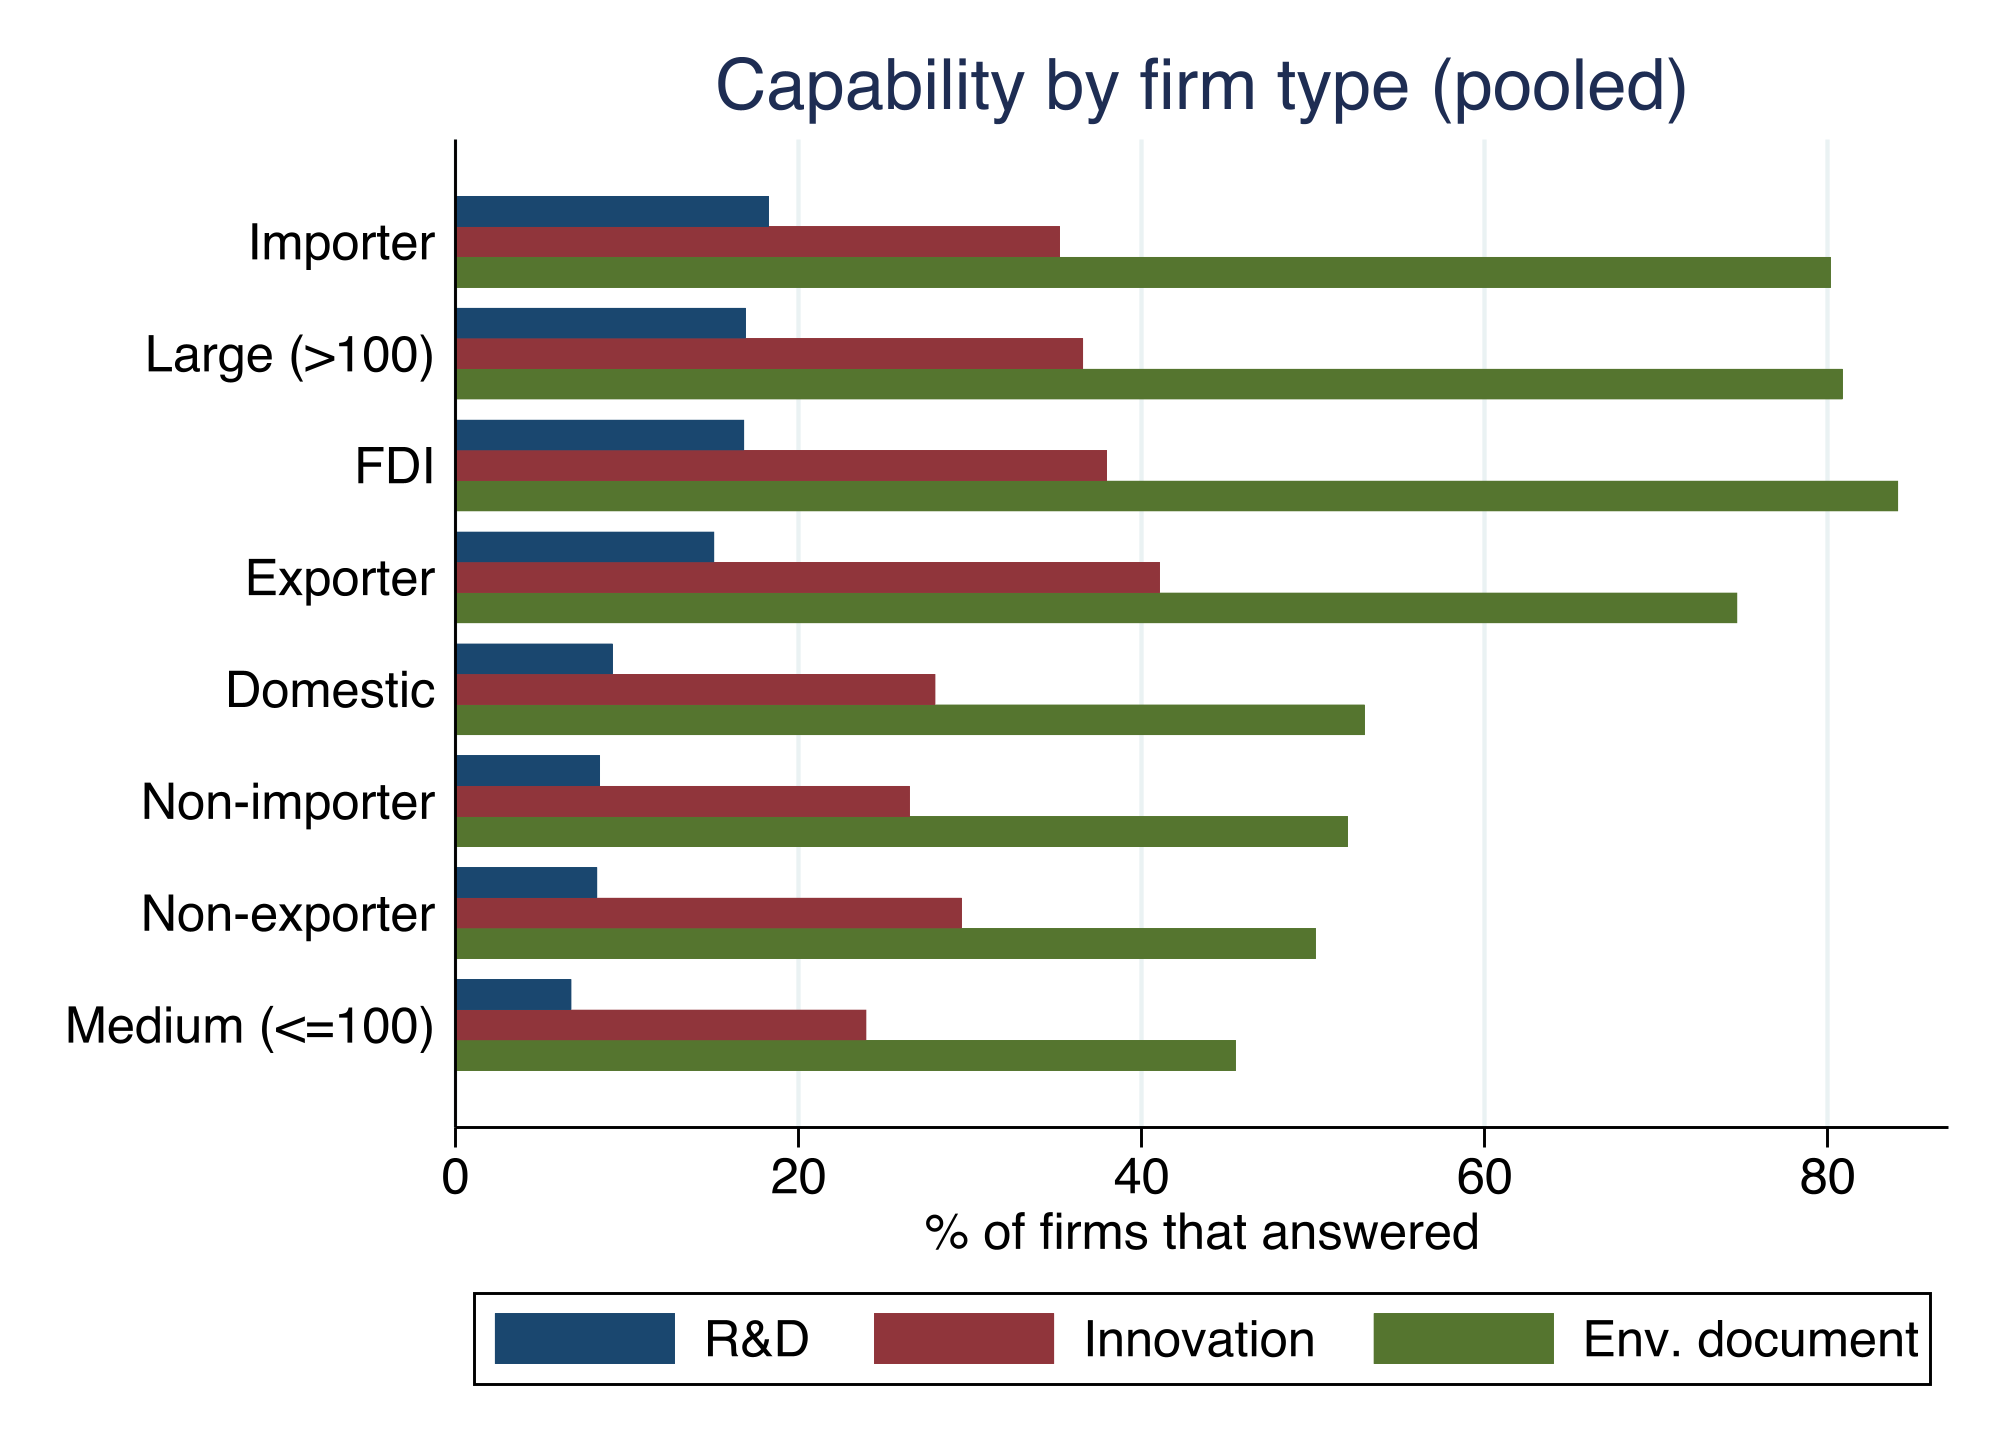 Capability by firm type (pooled)
Importer
Large (>100)
FDI
Exporter
Domestic
Non-importer
Non-exporter
Medium (<=100)
0 20 40 60 80
% of firms that answered
R&D Innovation Env. document